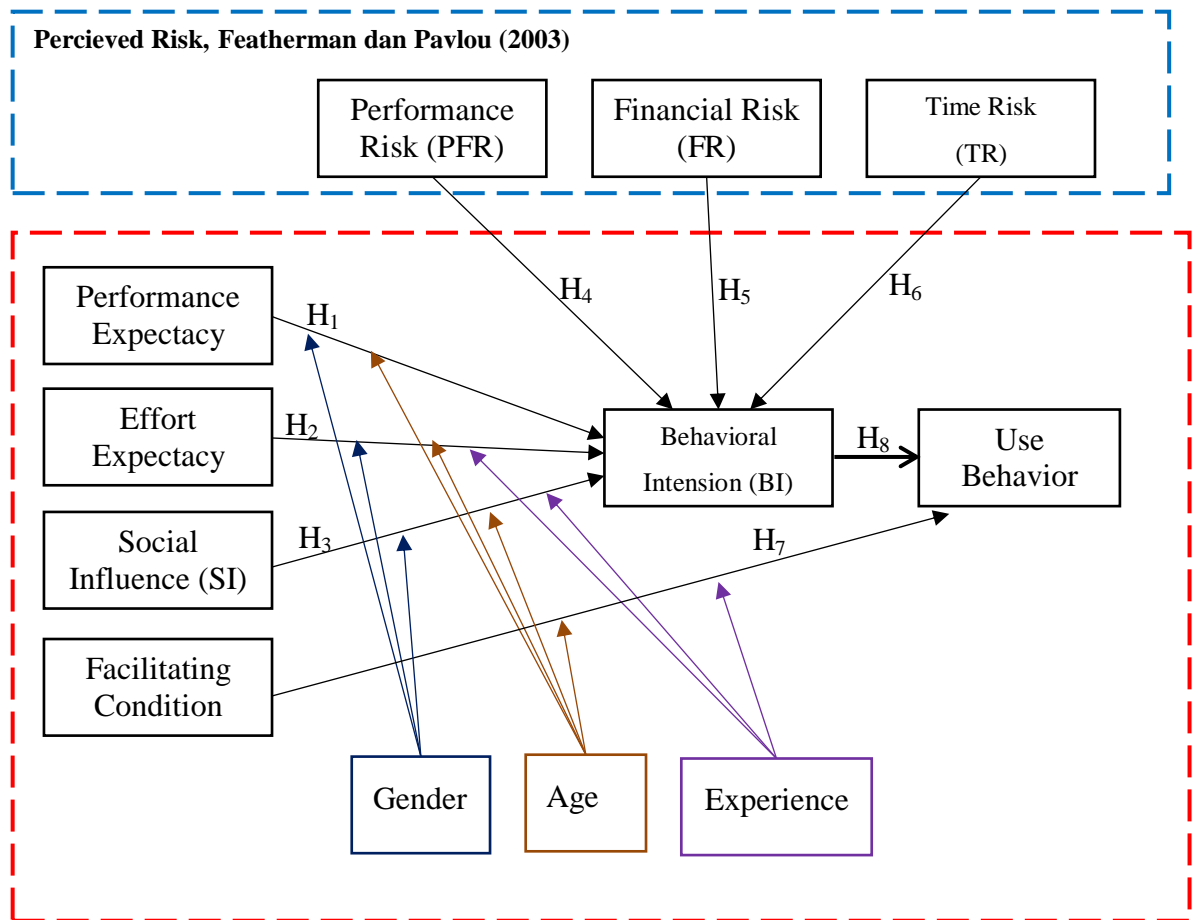 Percieved Risk, Featherman dan Pavlou (2003)
Performance
Risk (PFR)
Financial Risk
(FR)
Time Risk
(TR)
H4
H5
H6
Performance
Expectacy
H1
Effort
Expectacy
H2
Behavioral
Intension (BI)
H8
Use
Behavior
Social
Influence (SI)
H3
H7
Facilitating
Condition
Gender
Age
Experience